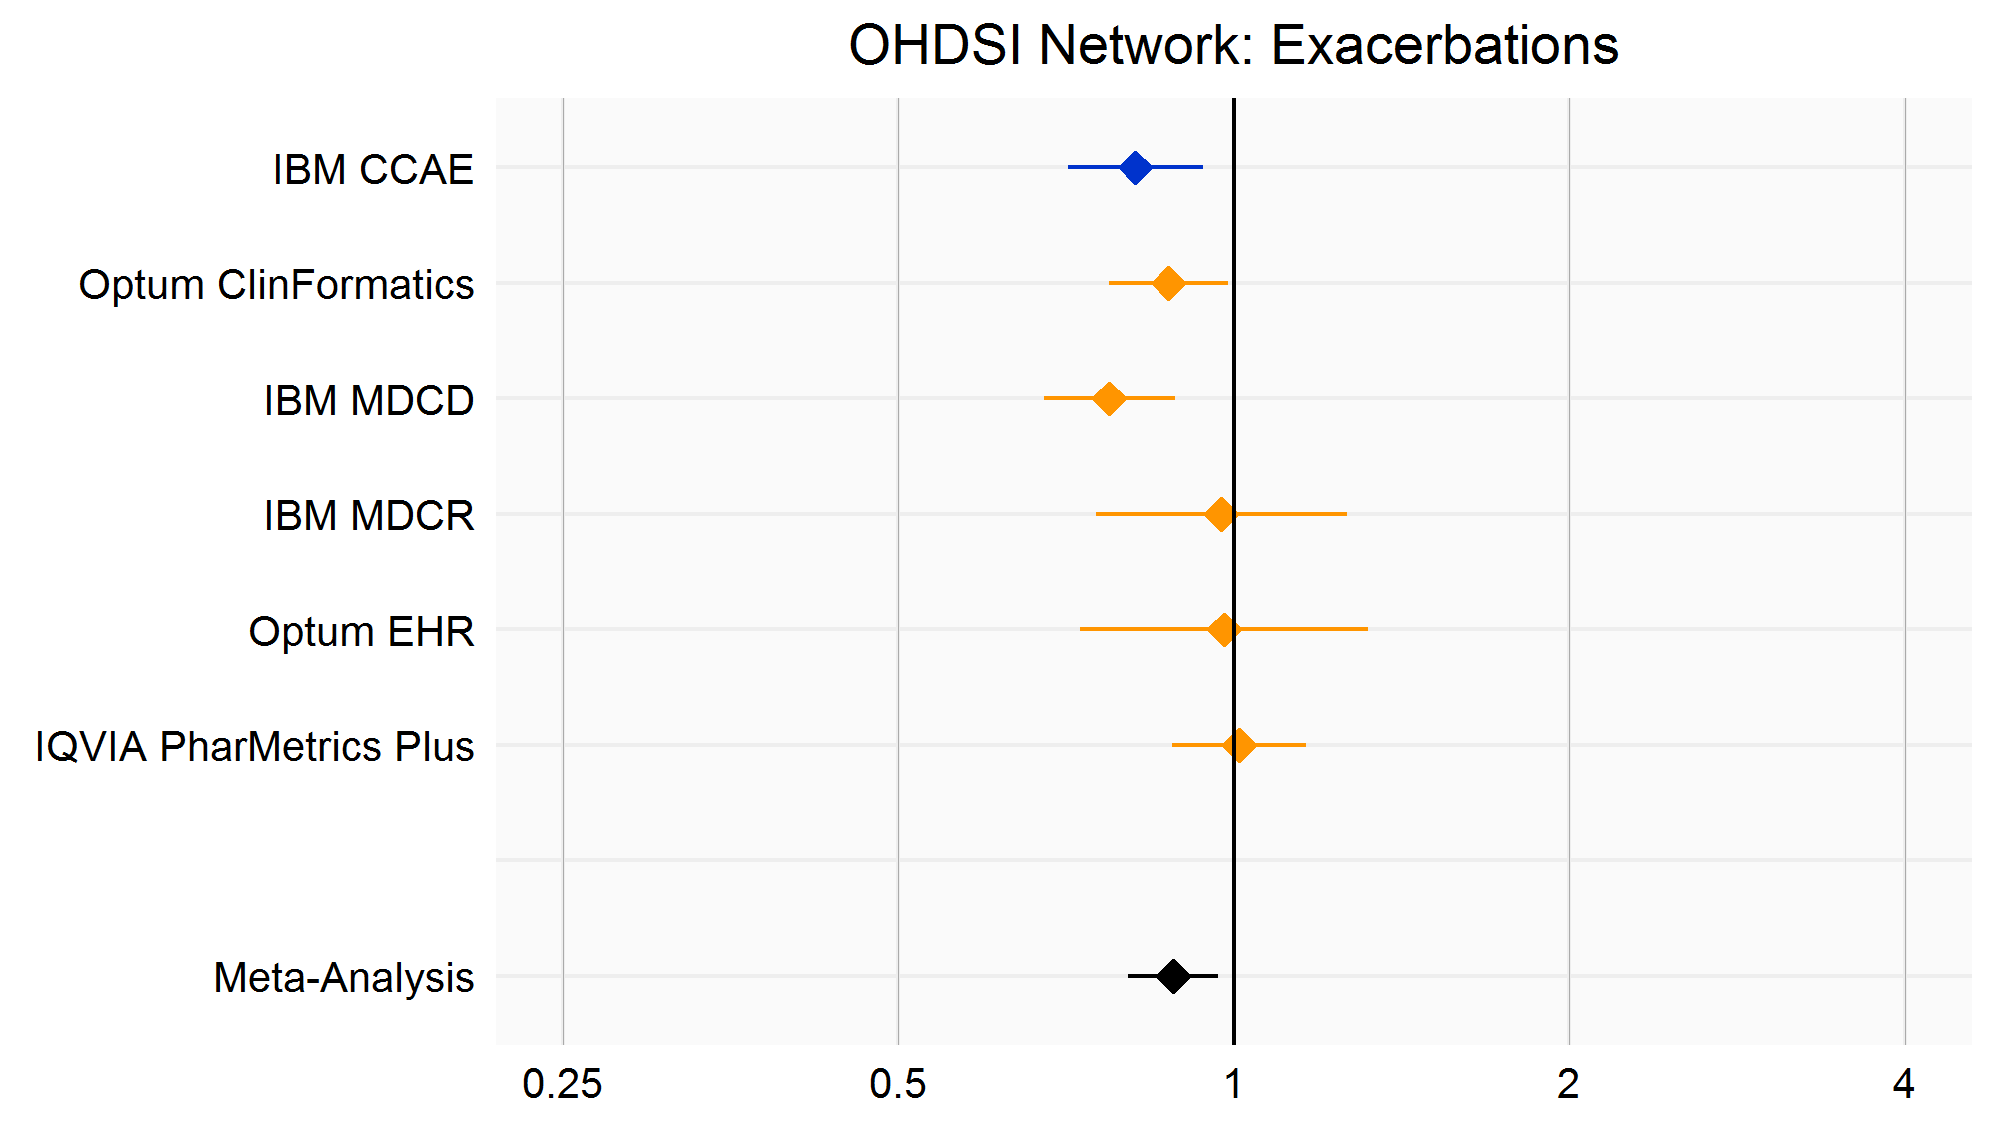 OHDSI Network: Exacerbations
IBM CCAE
Optum ClinFormatics
IBM MDCD
IBM MDCR
Optum EHR
IQVIA PharMetrics Plus
Meta-Analysis
0.25 0.5 1 2 4